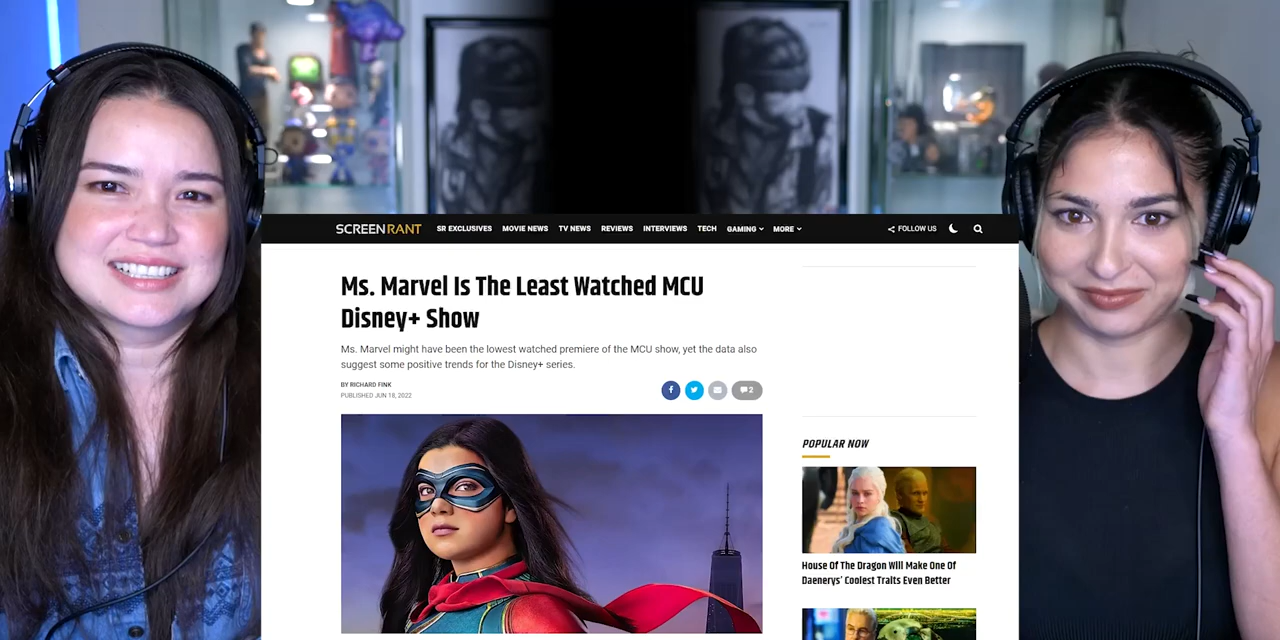 SCREENRANT SR EXCLUSIVES MOVIE NEWS TV NEWS REVIEWS INTERVIEWS TECH GAMING MORE FOLLOW US
Ms. Marvel Is The Least Watched MCU
Disney+ Show
Ms. Marvel might have been the lowest watched premiere of the MCU show, yet the data also
suggest some positive trends for the Disney+ series.
BY RICHARD FINK
PUBLISHED JUN 18, 2022
2
POPULAR NOW
House Of The Dragon Will Make One Of
Daenerys' Coolest Traits Even Better